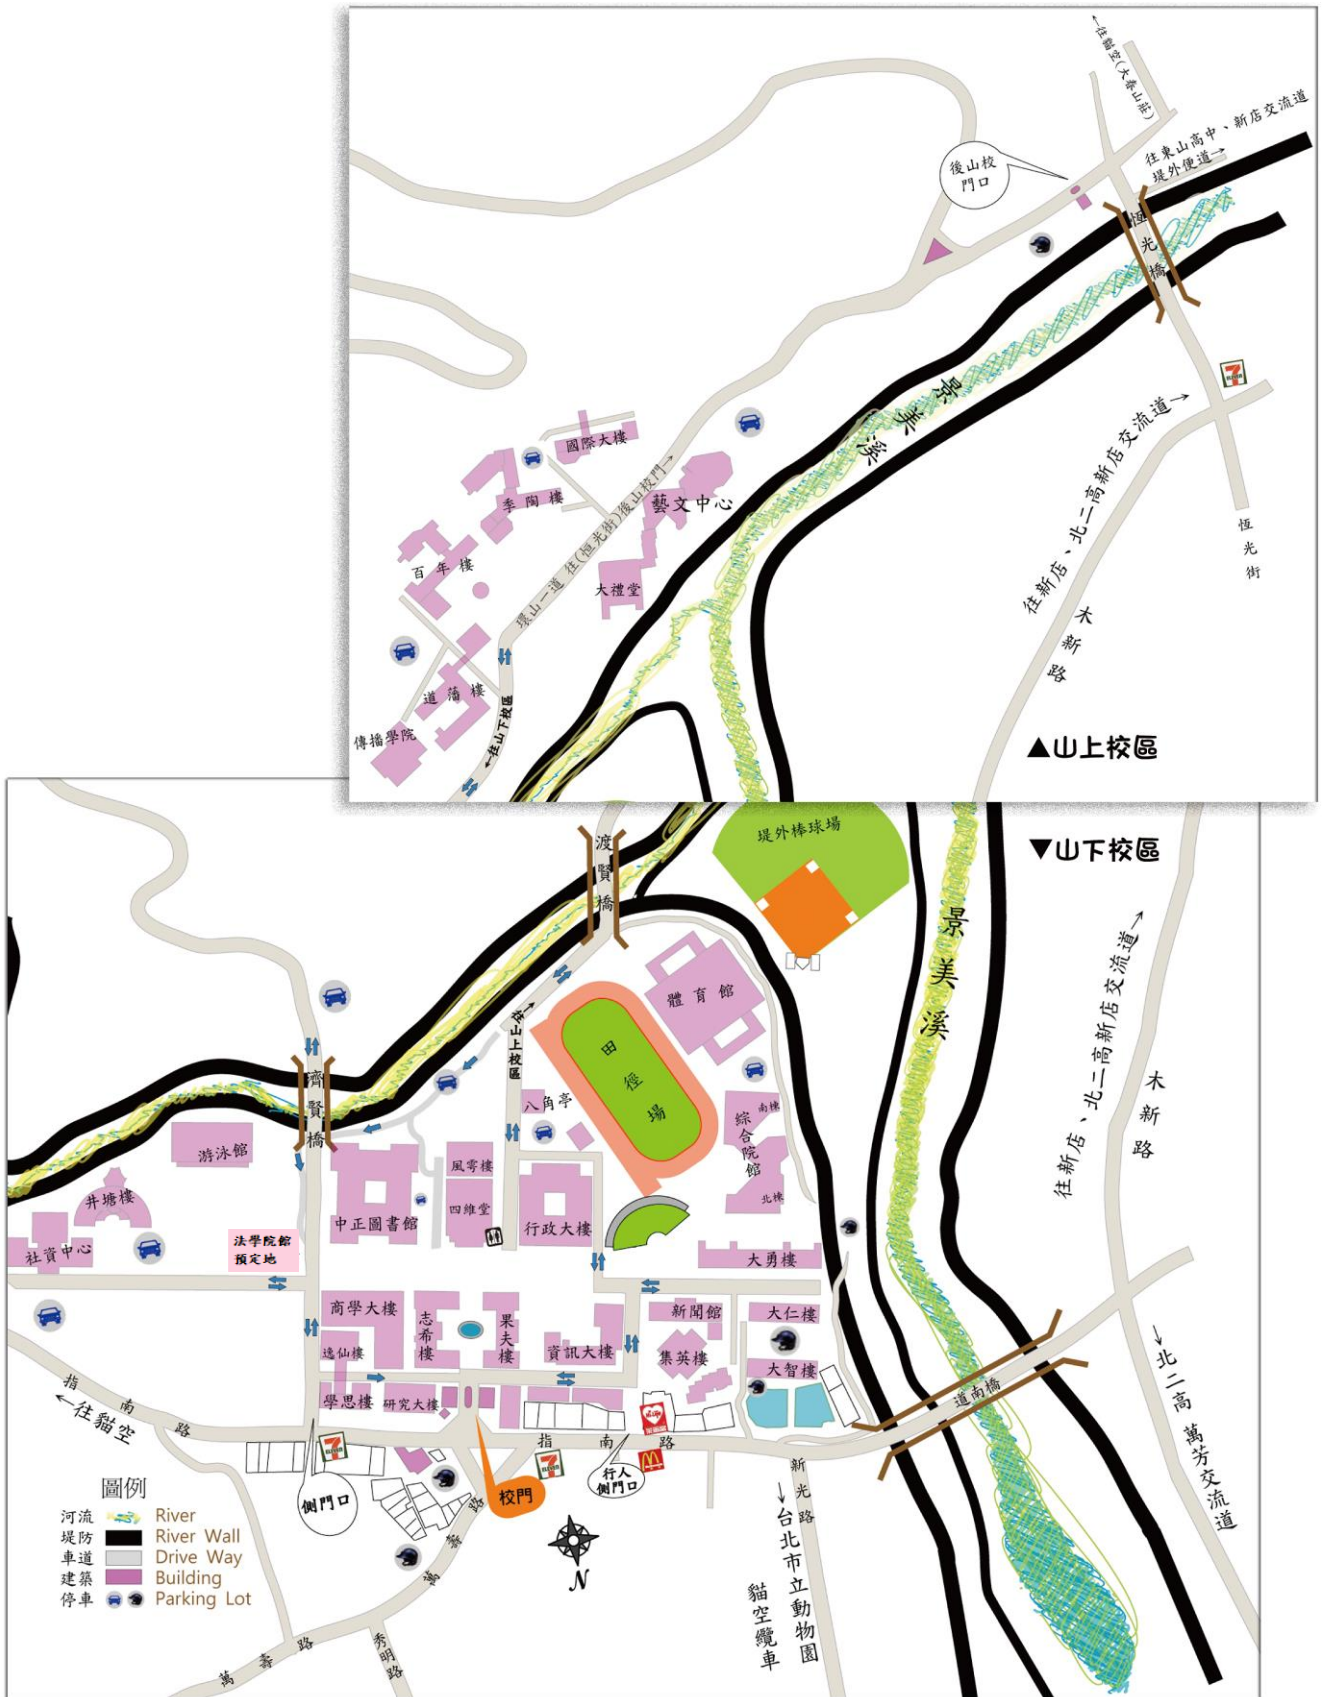 ←往貓空(大春山莊)
往東山高中、新店交流道
堤外便道→
後山校
門口
恆光橋
景美溪
往新店、北二高新店交流道→
恆光街
木新路
國際大樓
季陶樓
藝文中心
百年樓
大禮堂
環山一道 往(恒光街)後山校門→
道藩樓
傳播學院
←往山下校區
▲山上校區
▼山下校區
渡賢橋
堤外棒球場
景美溪
體育館
田徑場
往山上校區→
濟賢橋
八角亭
南棟
綜合院館
北棟
游泳館
井塘樓
社資中心
中正圖書館
風雩樓
四維堂
行政大樓
法學院館
預定地
大勇樓
往新店、北二高新店交流道→
木新路
商學大樓
志希樓
果夫樓
資訊大樓
新聞館
集英樓
大仁樓
大智樓
逸仙樓
學思樓
研究大樓
道南橋
←北二高 萬芳交流道
指南路
←往貓空
指南路
7
ELEVEN
7
ELEVEN
7
ELEVEN
Hi-Life
側門口
校門
行人
側門口
新光路
←台北市立動物園
貓空纜車
萬壽路
萬壽路
秀明路
N
圖例
河流 River
堤防 River Wall
車道 Drive Way
建築 Building
停車 Parking Lot